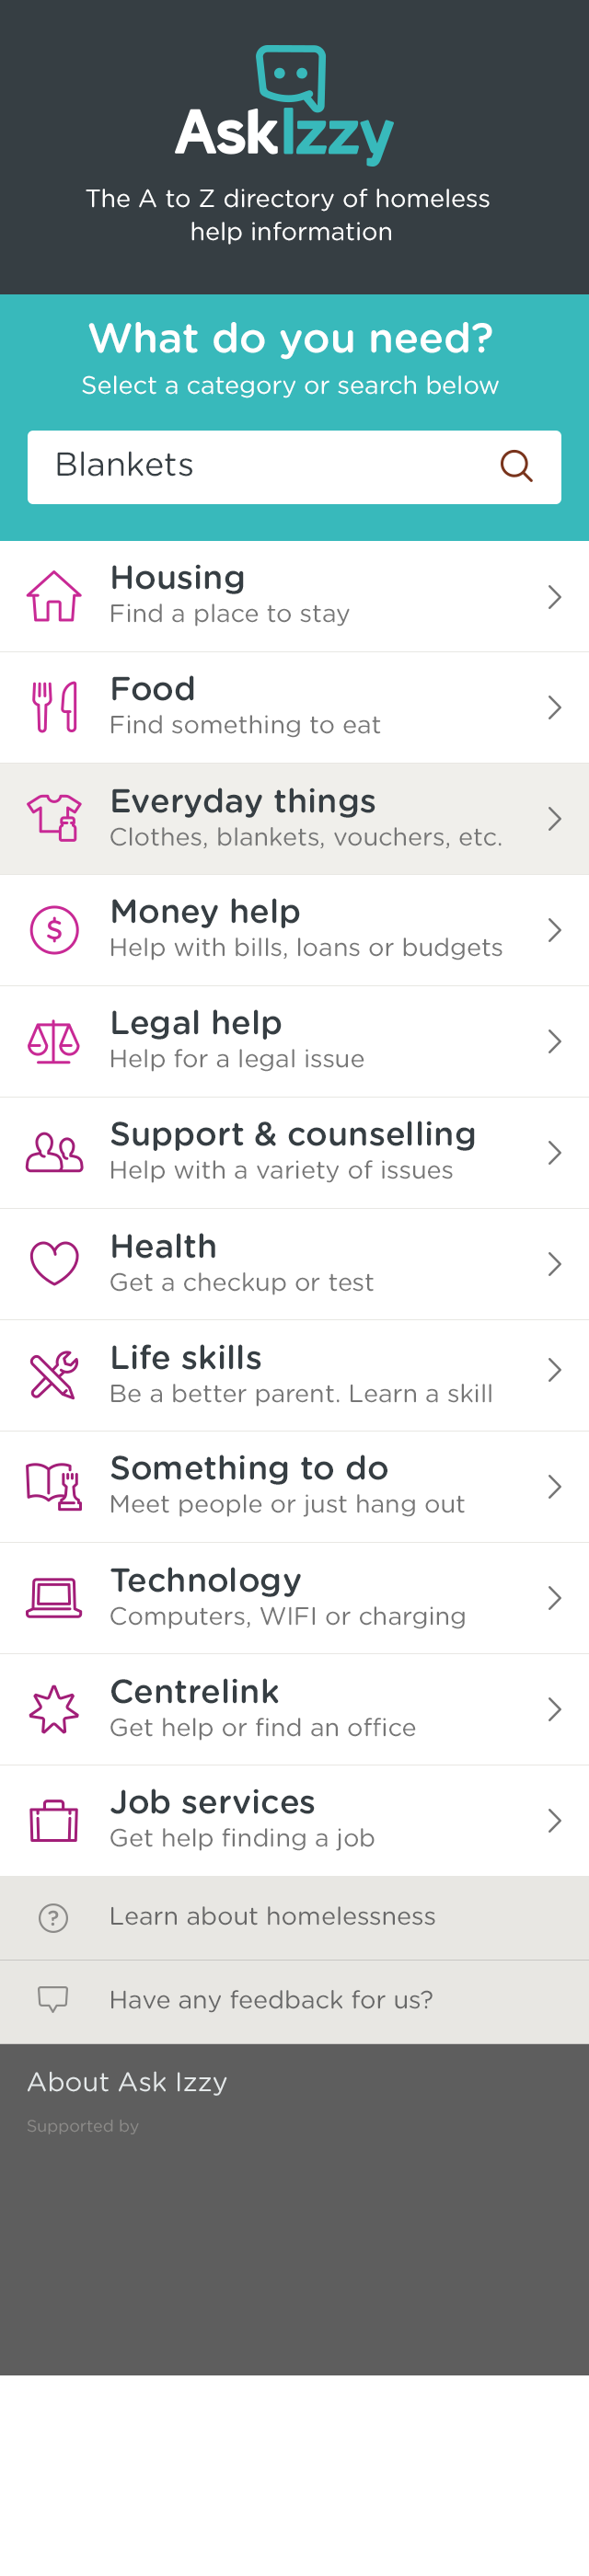 AskIzzy
The A to Z directory of homeless
help information
What do you need?
Select a category or search below
Blankets
Housing
Find a place to stay
Food
Find something to eat
Everyday things
Clothes, blankets, vouchers, etc.
Money help
$
Help with bills, loans or budgets
Legal help
Help for a legal issue
Support & counselling
Help with a variety of issues
Health
Get a checkup or test
Life skills
Be a better parent. Learn a skill
Something to do
Meet people or just hang out
Technology
Computers, WIFI or charging
Centrelink
Get help or find an office
Job services
Get help finding a job
? Learn about homelessness
Have any feedback for us?
About Ask Izzy
Supported by